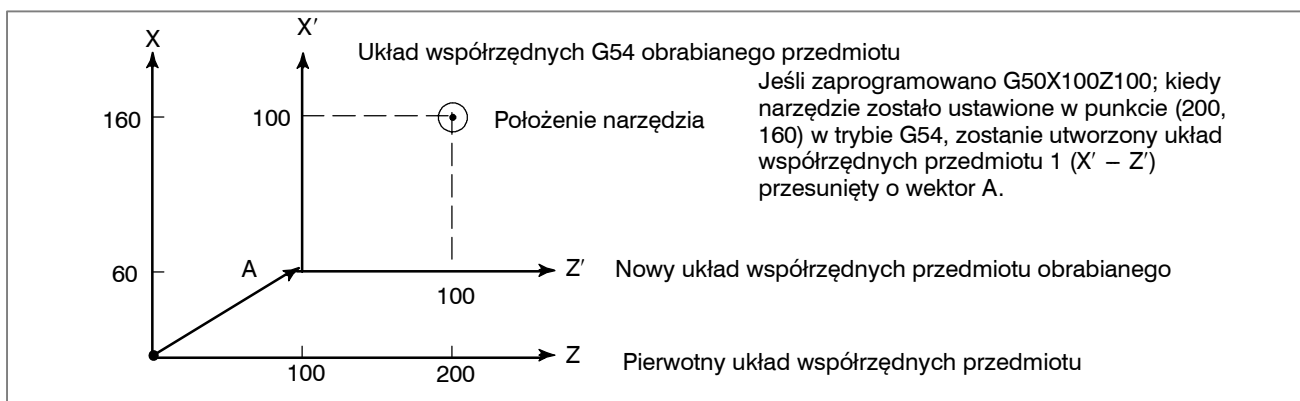 X
X′
Układ współrzędnych G54 obrabianego przedmiotu
Jeśli zaprogramowano G50X100Z100; kiedy
narzędzie zostało ustawione w punkcie (200,
160) w trybie G54, zostanie utworzony układ
współrzędnych przedmiotu 1 (X′ – Z′)
przesunięty o wektor A.
160
100
Położenie narzędzia
60
A
Z′
Nowy układ współrzędnych przedmiotu obrabianego
100
Z
Pierwotny układ współrzędnych przedmiotu
100
200